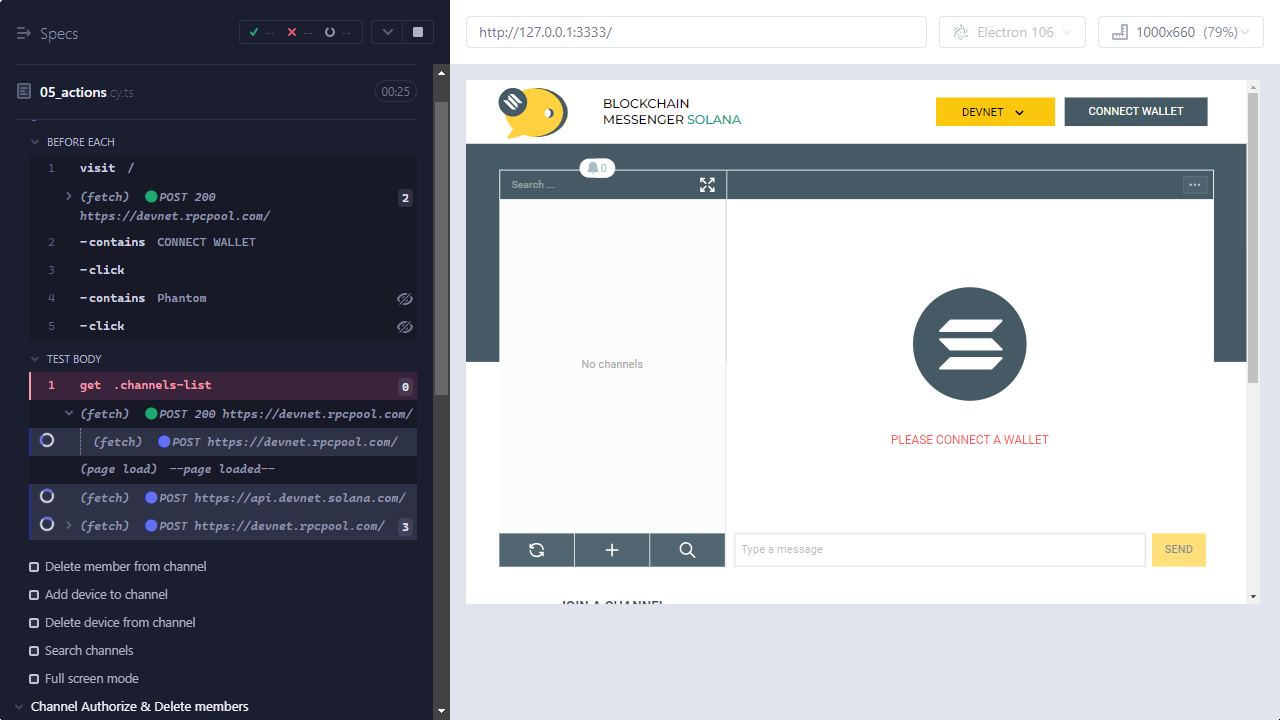 Specs
-- -- --
05_actions.cy.ts 00:25
BEFORE EACH
1 visit /
(fetch) POST 200 2
https://devnet.rpcpool.com/
2 -contains CONNECT WALLET
3 -click
4 -contains Phantom
5 -click
TEST BODY
1 get .channels-list 0
(fetch) POST 200 https://devnet.rpcpool.com/
(fetch) POST https://devnet.rpcpool.com/
(page load) --page loaded--
(fetch) POST https://api.devnet.solana.com/
(fetch) POST https://devnet.rpcpool.com/ 3
Delete member from channel
Add device to channel
Delete device from channel
Search channels
Full screen mode
Channel Authorize & Delete members
http://127.0.0.1:3333/
Electron 106
1000x660 (79%)
BLOCKCHAIN
MESSENGER SOLANA
DEVNET
CONNECT WALLET
0
Search ...
No channels
PLEASE CONNECT A WALLET
Type a message
SEND
JOIN A CHANNEL